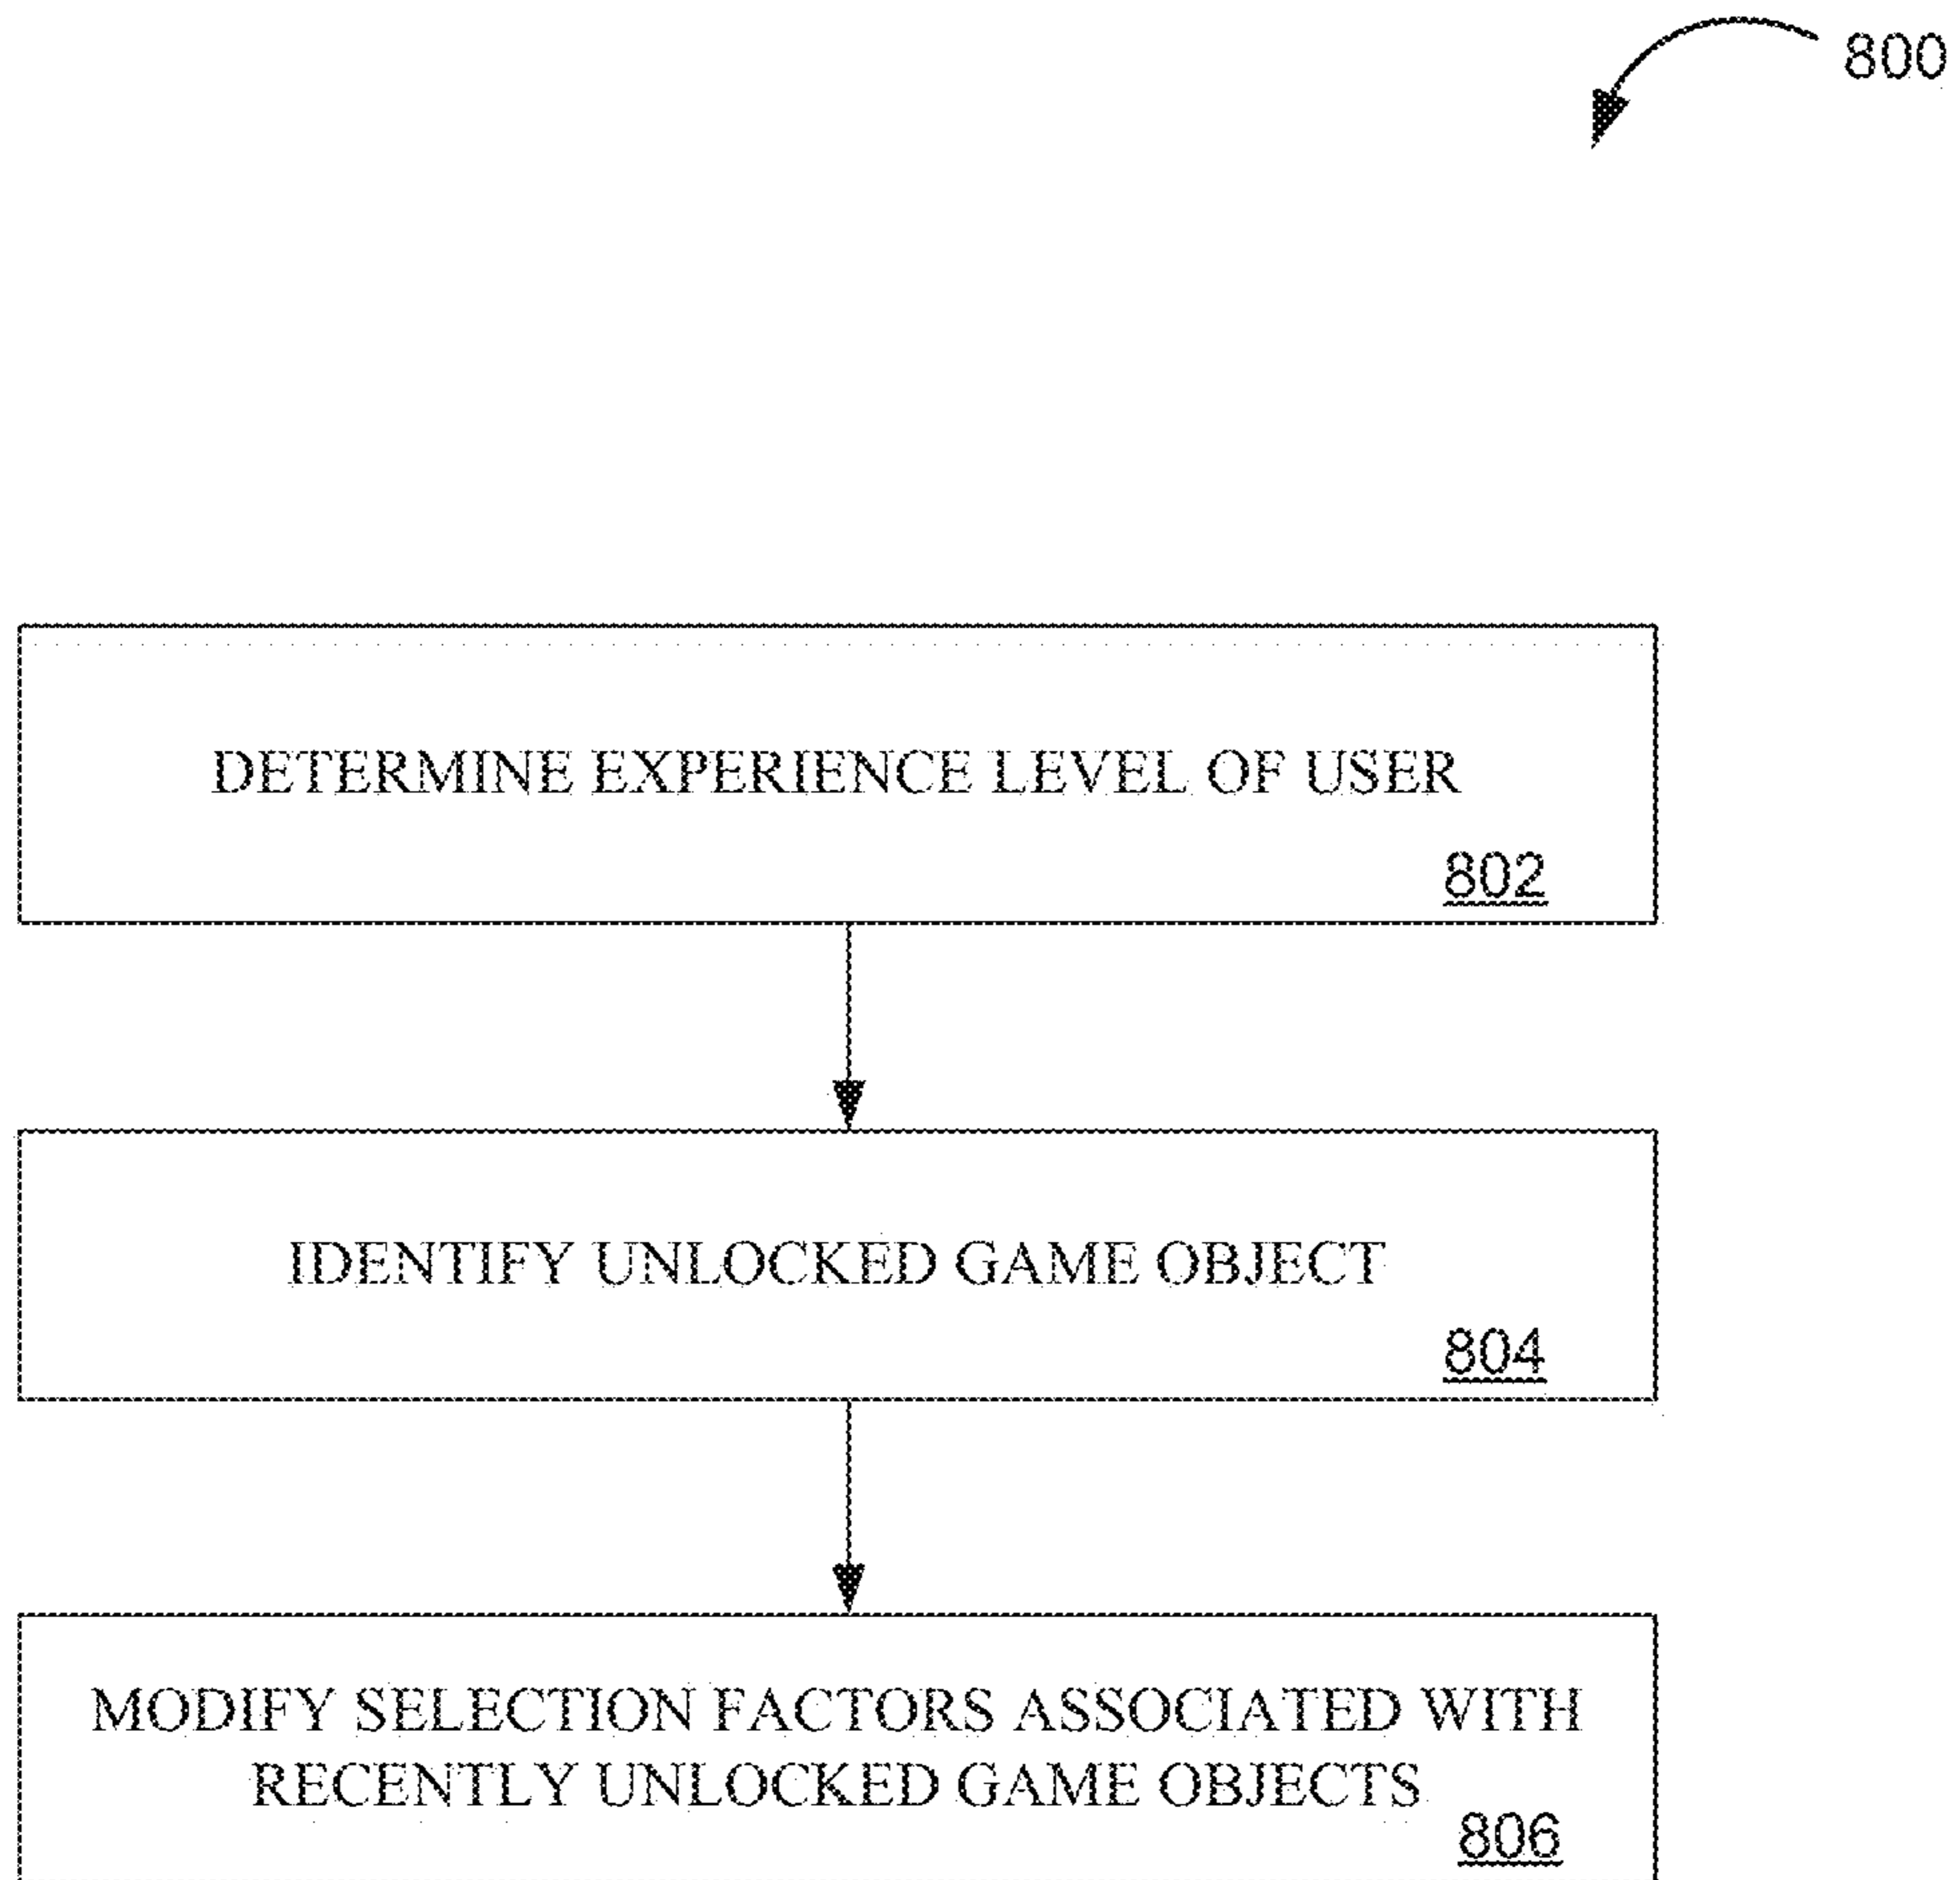 800
DETERMINE EXPERIENCE LEVEL OF USER
802
IDENTIFY UNLOCKED GAME OBJECT
804
MODIFY SELECTION FACTORS ASSOCIATED WITH
RECENTLY UNLOCKED GAME OBJECTS
806